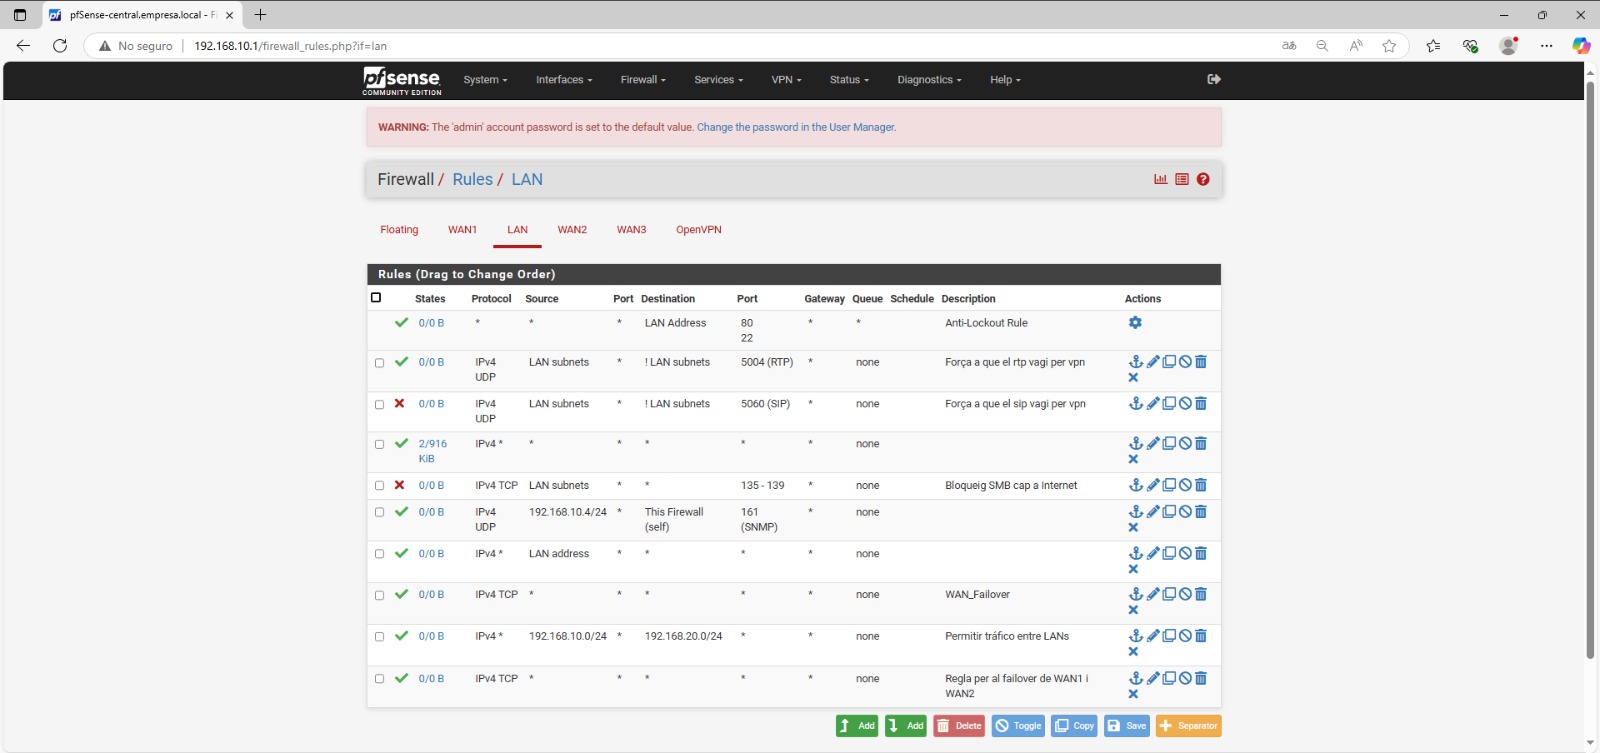 pfSense-central.empresa.local - Fi
No seguro
192.168.10.1/firewall_rules.php?if=lan
pfsense
COMMUNITY EDITION
System
Interfaces
Firewall
Services
VPN
Status
Diagnostics
Help
WARNING: The 'admin' account password is set to the default value. Change the password in the User Manager.
Firewall / Rules / LAN
Floating WAN1 LAN WAN2 WAN3 OpenVPN
Rules (Drag to Change Order)
States Protocol Source Port Destination Port Gateway Queue Schedule Description Actions
0/0 B * * * LAN Address 80 * * Anti-Lockout Rule
22
0/0 B IPv4 LAN subnets * ! LAN subnets 5004 (RTP) * none Força a que el rtp vagi per vpn
UDP
0/0 B IPv4 LAN subnets * ! LAN subnets 5060 (SIP) * none Força a que el sip vagi per vpn
UDP
2/916 IPv4 * * * * * * none
KiB
0/0 B IPv4 TCP LAN subnets * * 135 - 139 * none Bloqueig SMB cap a Internet
0/0 B IPv4 192.168.10.4/24 * This Firewall 161 * none
UDP (self) (SNMP)
0/0 B IPv4 * LAN address * * * * none
0/0 B IPv4 TCP * * * * * none WAN_Failover
0/0 B IPv4 * 192.168.10.0/24 * 192.168.20.0/24 * * none Permitir tráfico entre LANs
0/0 B IPv4 TCP * * * * * none Regla per al failover de WAN1 i
WAN2
Add Add Delete Toggle Copy Save Separator